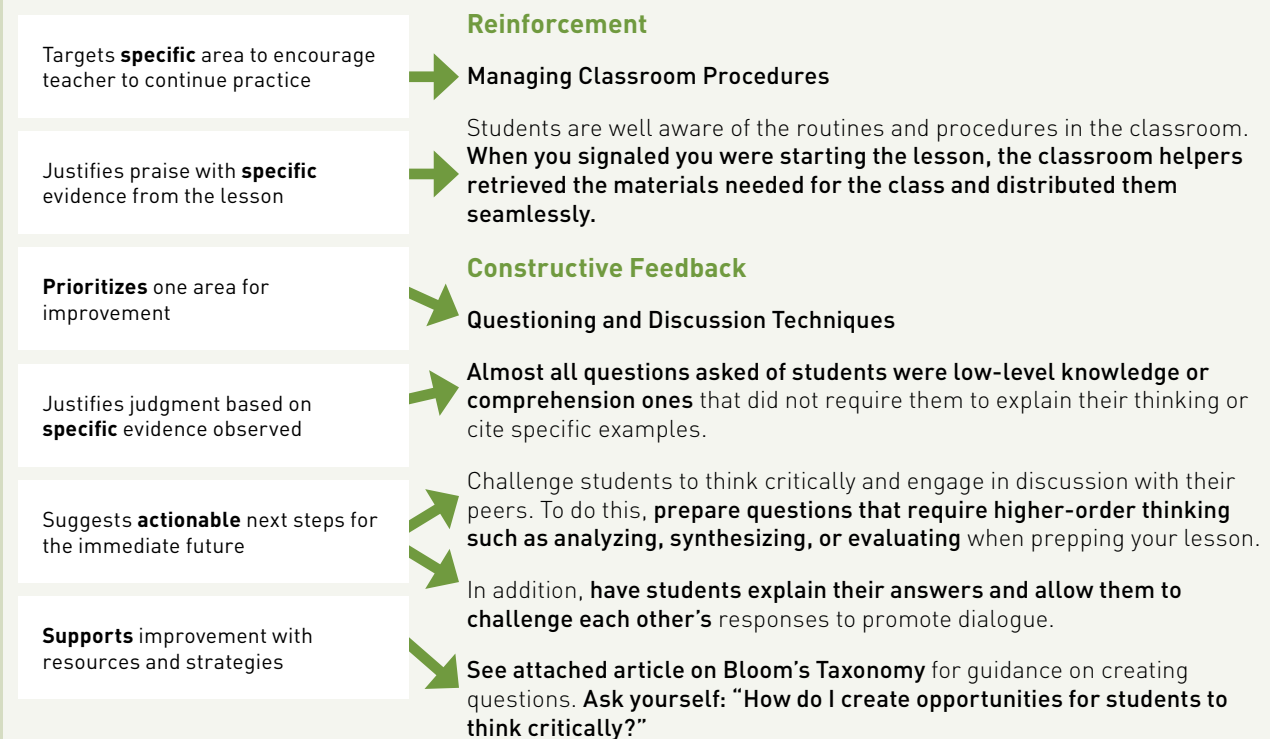 Targets specific area to encourage
teacher to continue practice
Justifies praise with specific
evidence from the lesson
Prioritizes one area for
improvement
Justifies judgment based on
specific evidence observed
Suggests actionable next steps for
the immediate future
Supports improvement with
resources and strategies
Reinforcement
Managing Classroom Procedures
Students are well aware of the routines and procedures in the classroom.
When you signaled you were starting the lesson, the classroom helpers
retrieved the materials needed for the class and distributed them
seamlessly.
Constructive Feedback
Questioning and Discussion Techniques
Almost all questions asked of students were low-level knowledge or
comprehension ones that did not require them to explain their thinking or
cite specific examples.
Challenge students to think critically and engage in discussion with their
peers. To do this, prepare questions that require higher-order thinking
such as analyzing, synthesizing, or evaluating when prepping your lesson.
In addition, have students explain their answers and allow them to
challenge each other’s responses to promote dialogue.
See attached article on Bloom’s Taxonomy for guidance on creating
questions. Ask yourself: “How do I create opportunities for students to
think critically?”